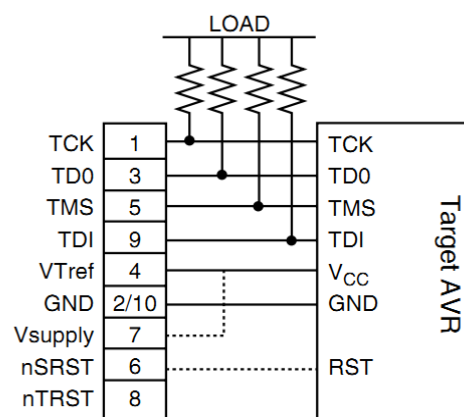 LOAD
TCK 1 TCK
TD0 3 TD0
TMS 5 TMS
TDI 9 TDI
VTref 4 VCC
GND 2/10 GND
Vsupply 7
nSRST 6 RST
nTRST 8
Target AVR